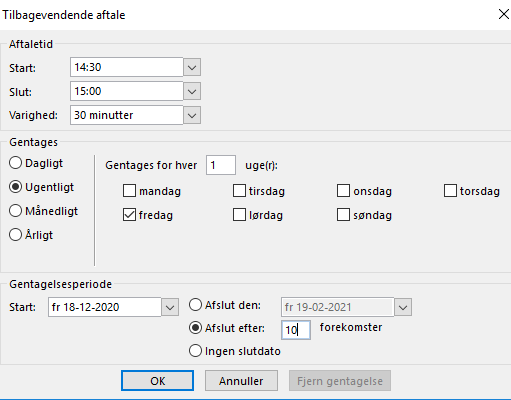 Tilbagevendende aftale
Aftaletid
Start: 14:30
Slut: 15:00
Varighed: 30 minutter
Gentages
Dagligt
Ugentligt
Månedligt
Årligt
Gentages for hver 1 uge(r):
mandag tirsdag onsdag torsdag
fredag lørdag søndag
Gentagelsesperiode
Start: fr 18-12-2020
Afslut den: fr 19-02-2021
Afslut efter: 10 forekomster
Ingen slutdato
OK Annuller Fjern gentagelse